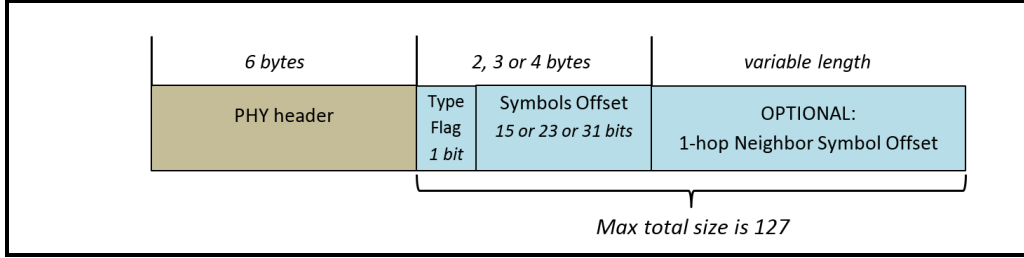 6 bytes
2, 3 or 4 bytes
variable length
PHY header
Type
Flag
1 bit
Symbols Offset
15 or 23 or 31 bits
OPTIONAL:
1-hop Neighbor Symbol Offset
Max total size is 127